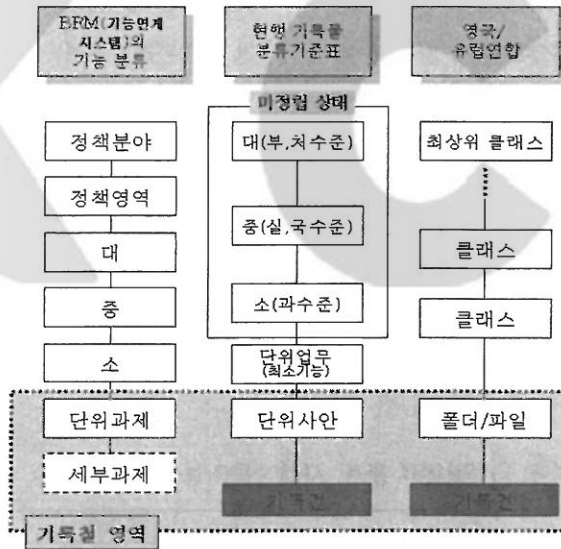 BRM(기능연계
시스템)의
기능 분류
현행 기록물
분류기준표
영국/
유럽연합
미정립 상태
정책분야
대(부,처수준)
최상위 클래스
정책영역
중(실,국수준)
대
클래스
중
소(과수준)
클래스
소
단위업무
(최소기능)
단위과제
단위사안
폴더/파일
세부과제
기록건
기록건
기록철 영역